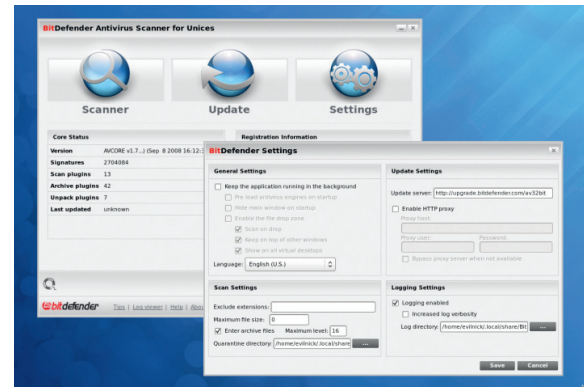 BitDefender Antivirus Scanner for Unices
Scanner Update Settings
Core Status
Registration Information
Version AVCORE v1.7...) (Sep 8 2008 16:12:
Signatures 2704084
Scan plugins 13
Archive plugins 42
Unpack plugins 7
Last updated unknown
bitdefender Tips | Log viewer | Help | Abou
BitDefender Settings
General Settings
Keep the application running in the background
Pre load antivirus engines on startup
Hide main window on startup
Enable the file drop zone
Scan on drop
Keep on top of other windows
Show on all virtual desktops
Language: English (U.S.)
Update Settings
Update server: http://upgrade.bitdefender.com/av32bit
Enable HTTP proxy
Proxy host:
Proxy user: Password:
Bypass proxy server when not available
Scan Settings
Exclude extensions:
Maximum file size: 0
Enter archive files Maximum level: 16
Quarantine directory: /home/evilnick/.local/share ...
Logging Settings
Logging enabled
Increased log verbosity
Log directory: /home/evilnick/.local/share/Bit ...
Save Cancel